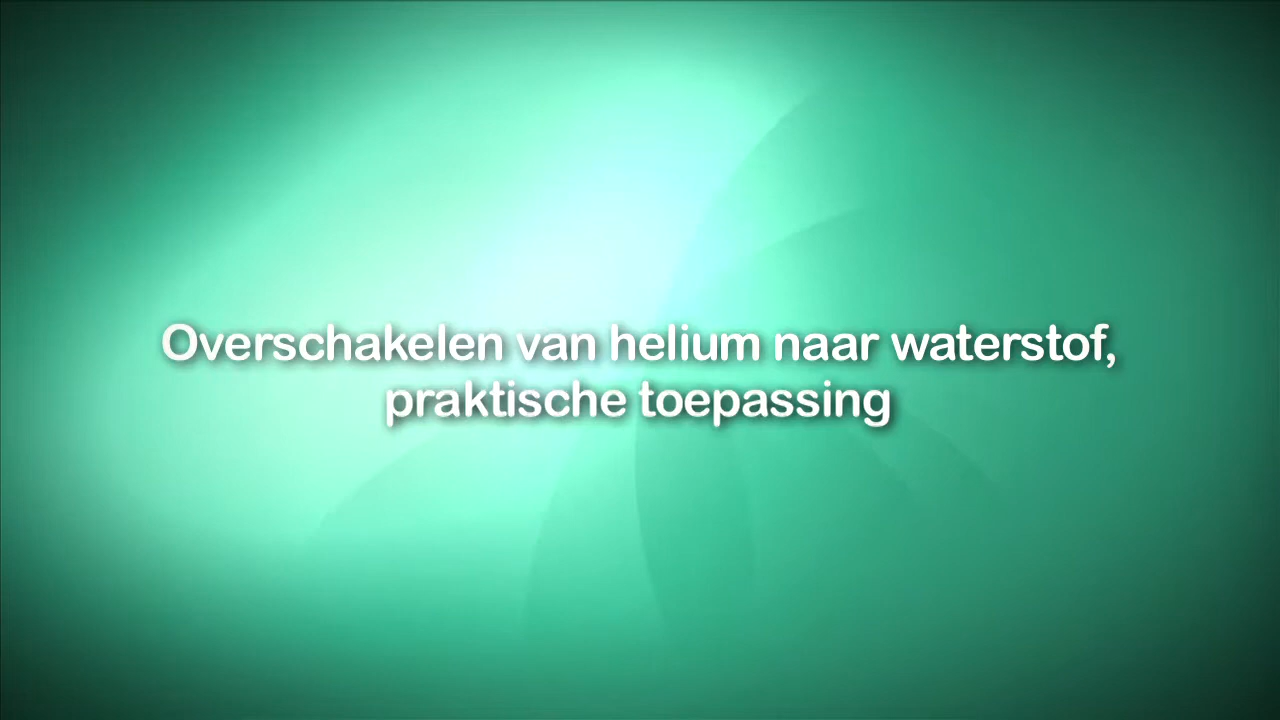 Overschakelen van helium naar waterstof,
praktische toepassing